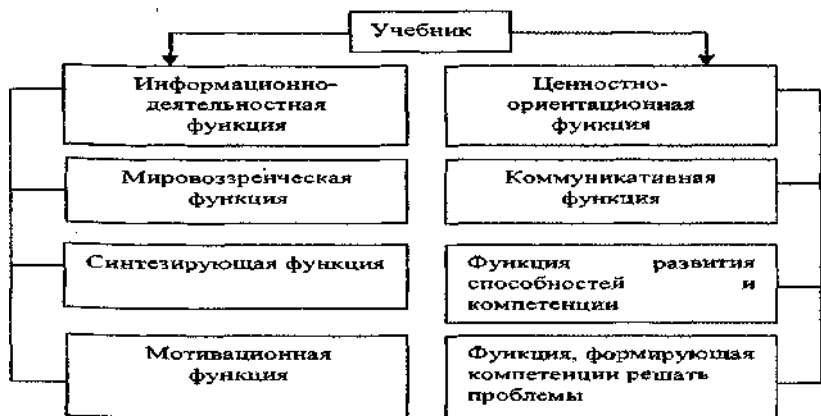 Учебник
Информационно-
деятельностная
функция
Ценностно-
ориентационная
функция
Мировоззренческая
функция
Коммуникативная
функция
Синтезирующая функция
Функция развития
способностей и
компетенции
Мотивационная
функция
Функция, формирующая
компетенции решать
проблемы